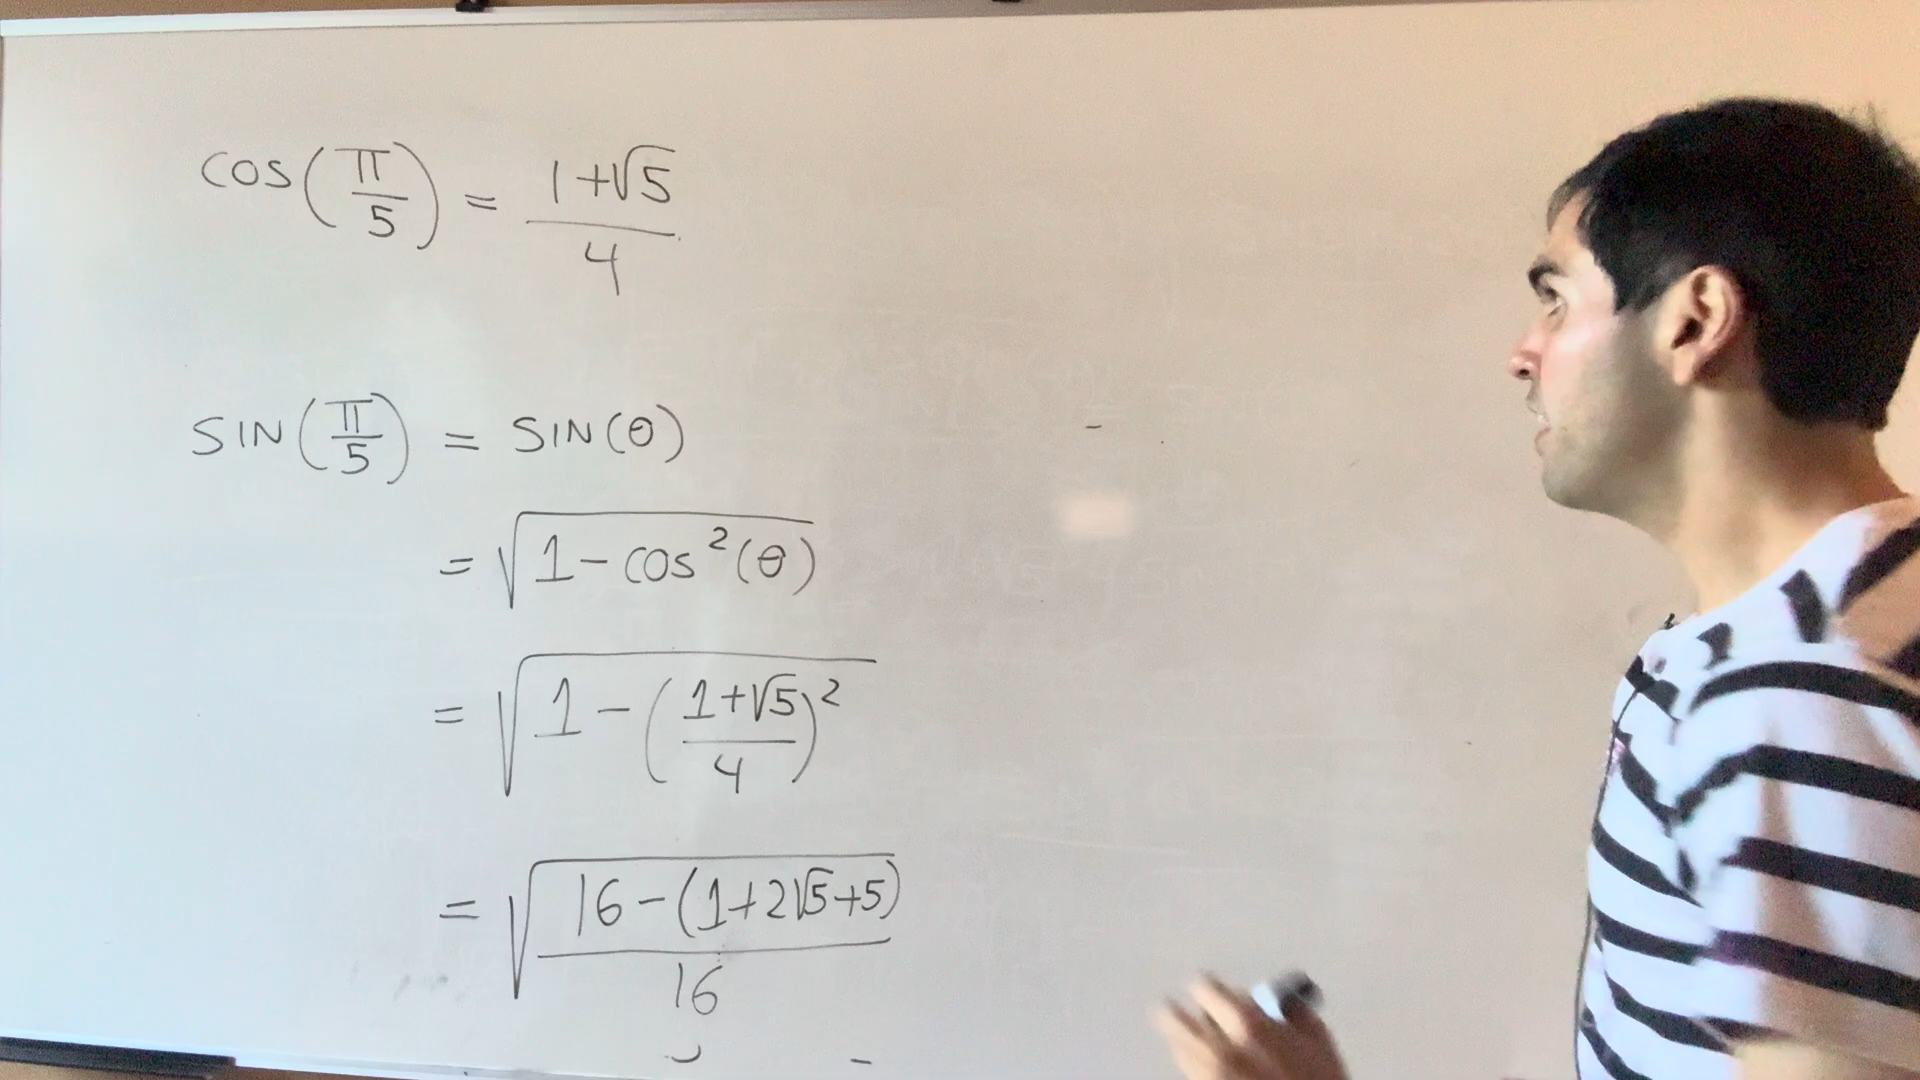 cos(π/5) = (1+√5)/4
SIN(π/5) = SIN(θ)
= √(1-cos²(θ))
= √(1-((1+√5)/4)²)
= √((16-(1+2√5+5))/16)